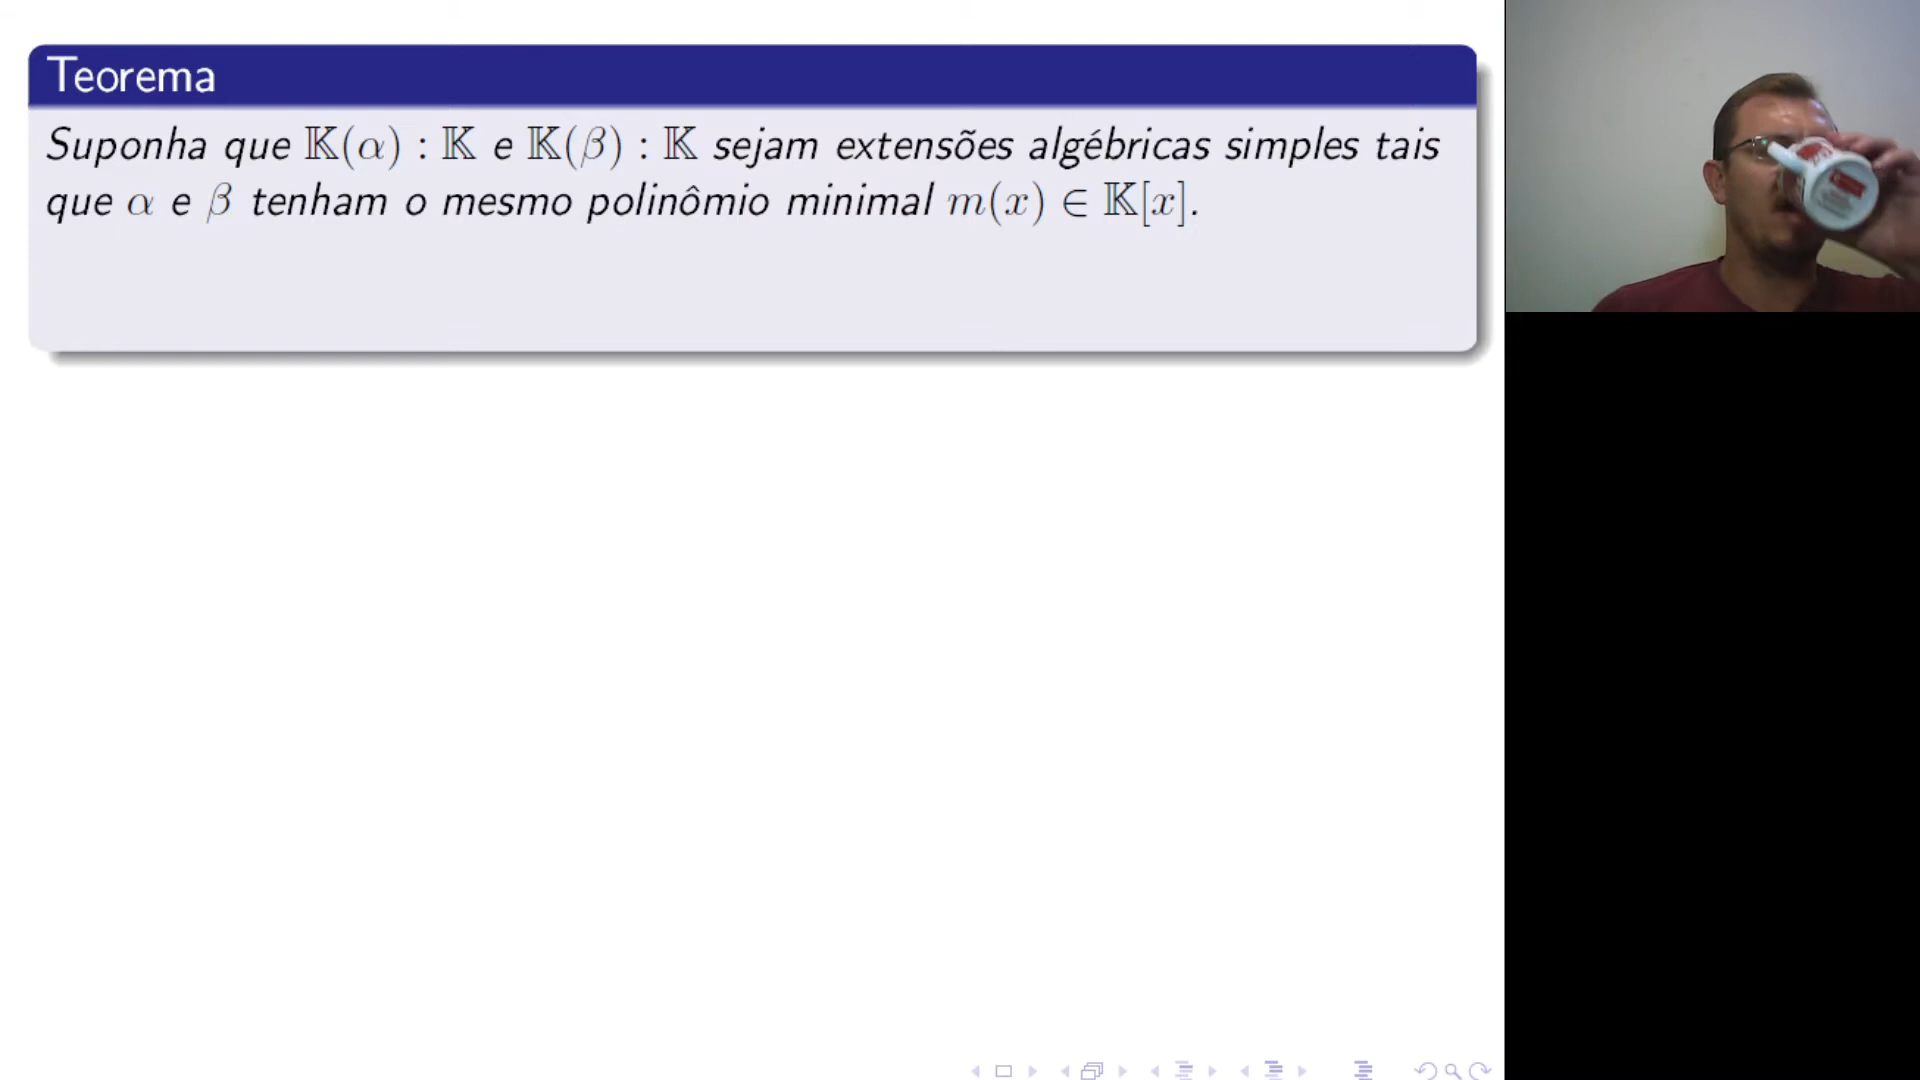 Teorema
Suponha que 𝕂(α) : 𝕂 e 𝕂(β) : 𝕂 sejam extensões algébricas simples tais
que α e β tenham o mesmo polinômio minimal m(x) ∈ 𝕂[x].